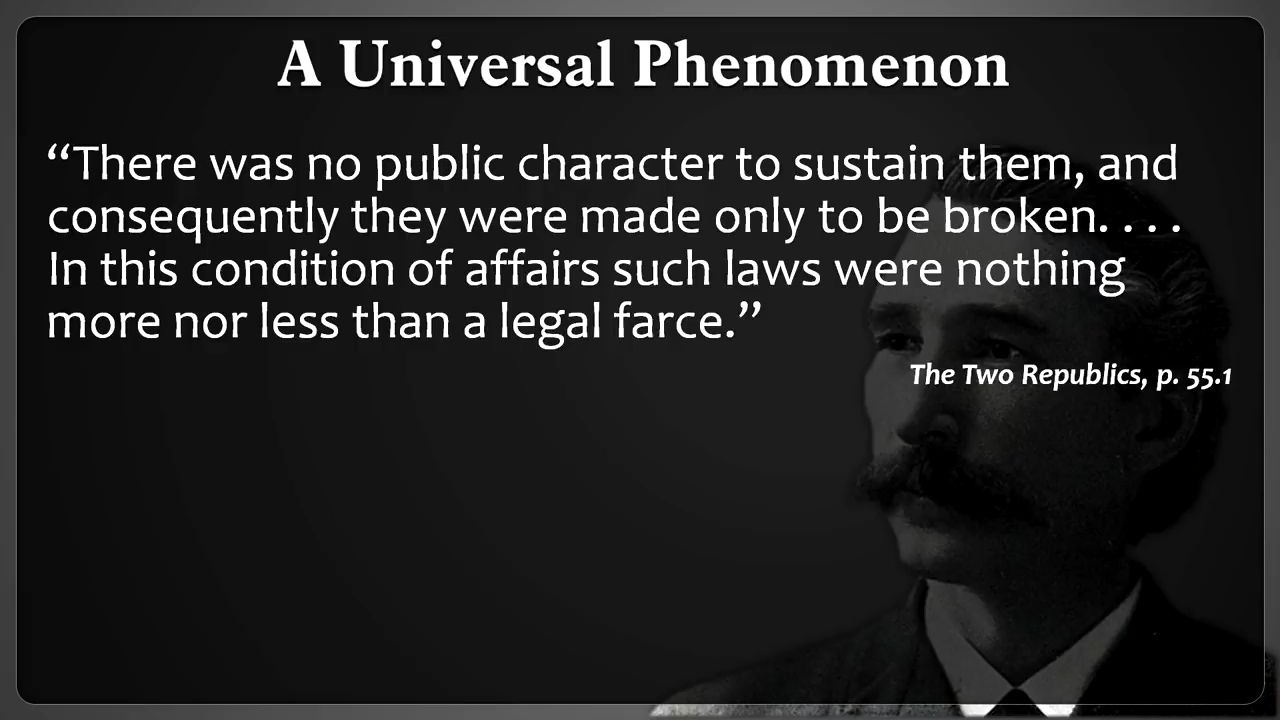 A Universal Phenomenon
“There was no public character to sustain them, and
consequently they were made only to be broken. . . .
In this condition of affairs such laws were nothing
more nor less than a legal farce.”
The Two Republics, p. 55.1